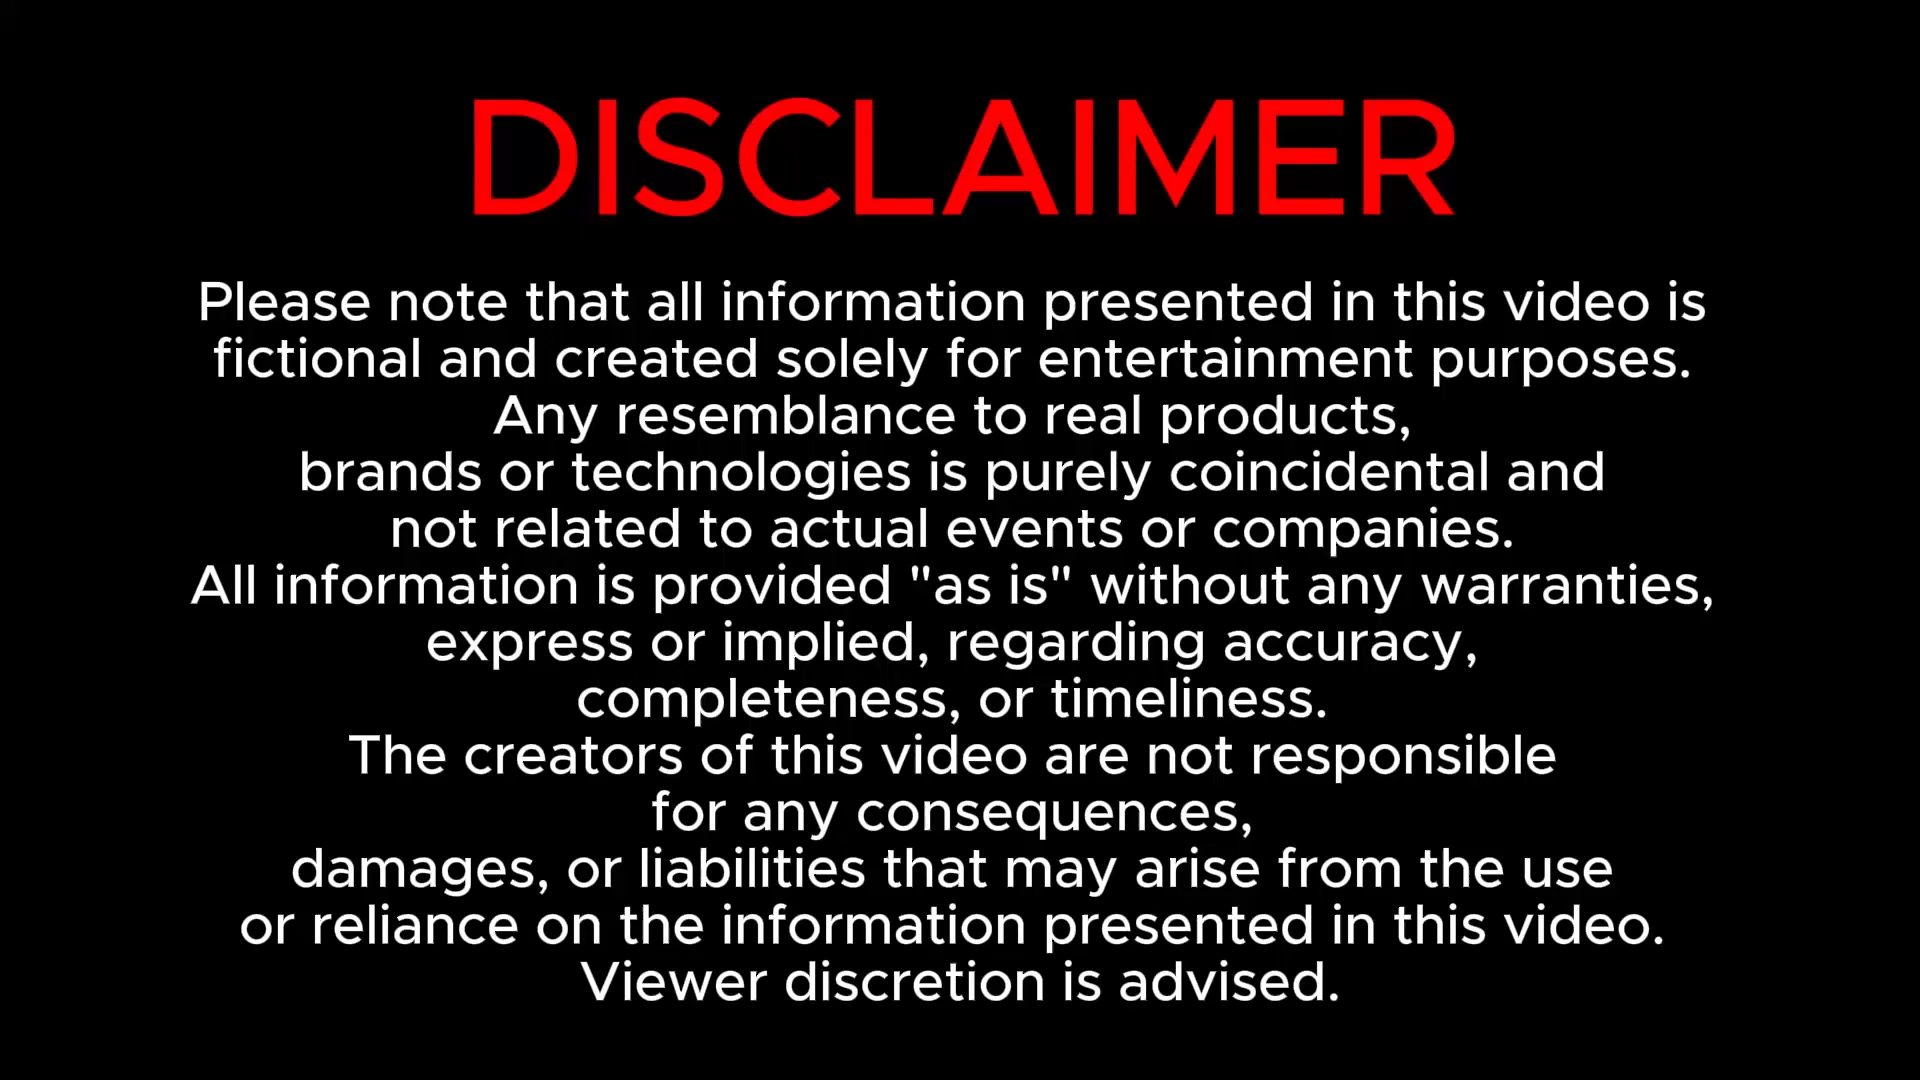 DISCLAIMER
Please note that all information presented in this video is
fictional and created solely for entertainment purposes.
Any resemblance to real products,
brands or technologies is purely coincidental and
not related to actual events or companies.
All information is provided "as is" without any warranties,
express or implied, regarding accuracy,
completeness, or timeliness.
The creators of this video are not responsible
for any consequences,
damages, or liabilities that may arise from the use
or reliance on the information presented in this video.
Viewer discretion is advised.